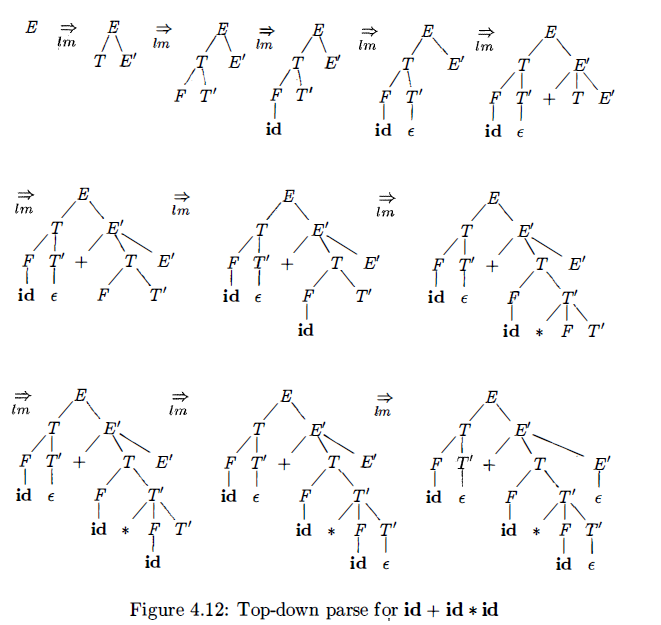 E ⇒ E ⇒ E ⇒ E ⇒ E ⇒ E
lm lm lm lm lm
T E′ T E′ T E′ T E′ T E′
F T′ F T′ F T′ F T′ + T E′
id id ϵ id ϵ
⇒ E ⇒ E ⇒ E
lm lm lm
T E′ T E′ T E′
F T′ + T E′ F T′ + T E′ F T′ + T E′
id ϵ F T′ id ϵ F T′ id ϵ F T′
id id * F T′
⇒ E ⇒ E ⇒ E
lm lm lm
T E′ T E′ T E′
F T′ + T E′ F T′ + T E′ F T′ + T E′
id ϵ F T′ id ϵ F T′ id ϵ F T′ ϵ
id * F T′ id * F T′ id * F T′
id id ϵ id ϵ
Figure 4.12: Top-down parse for id + id * id